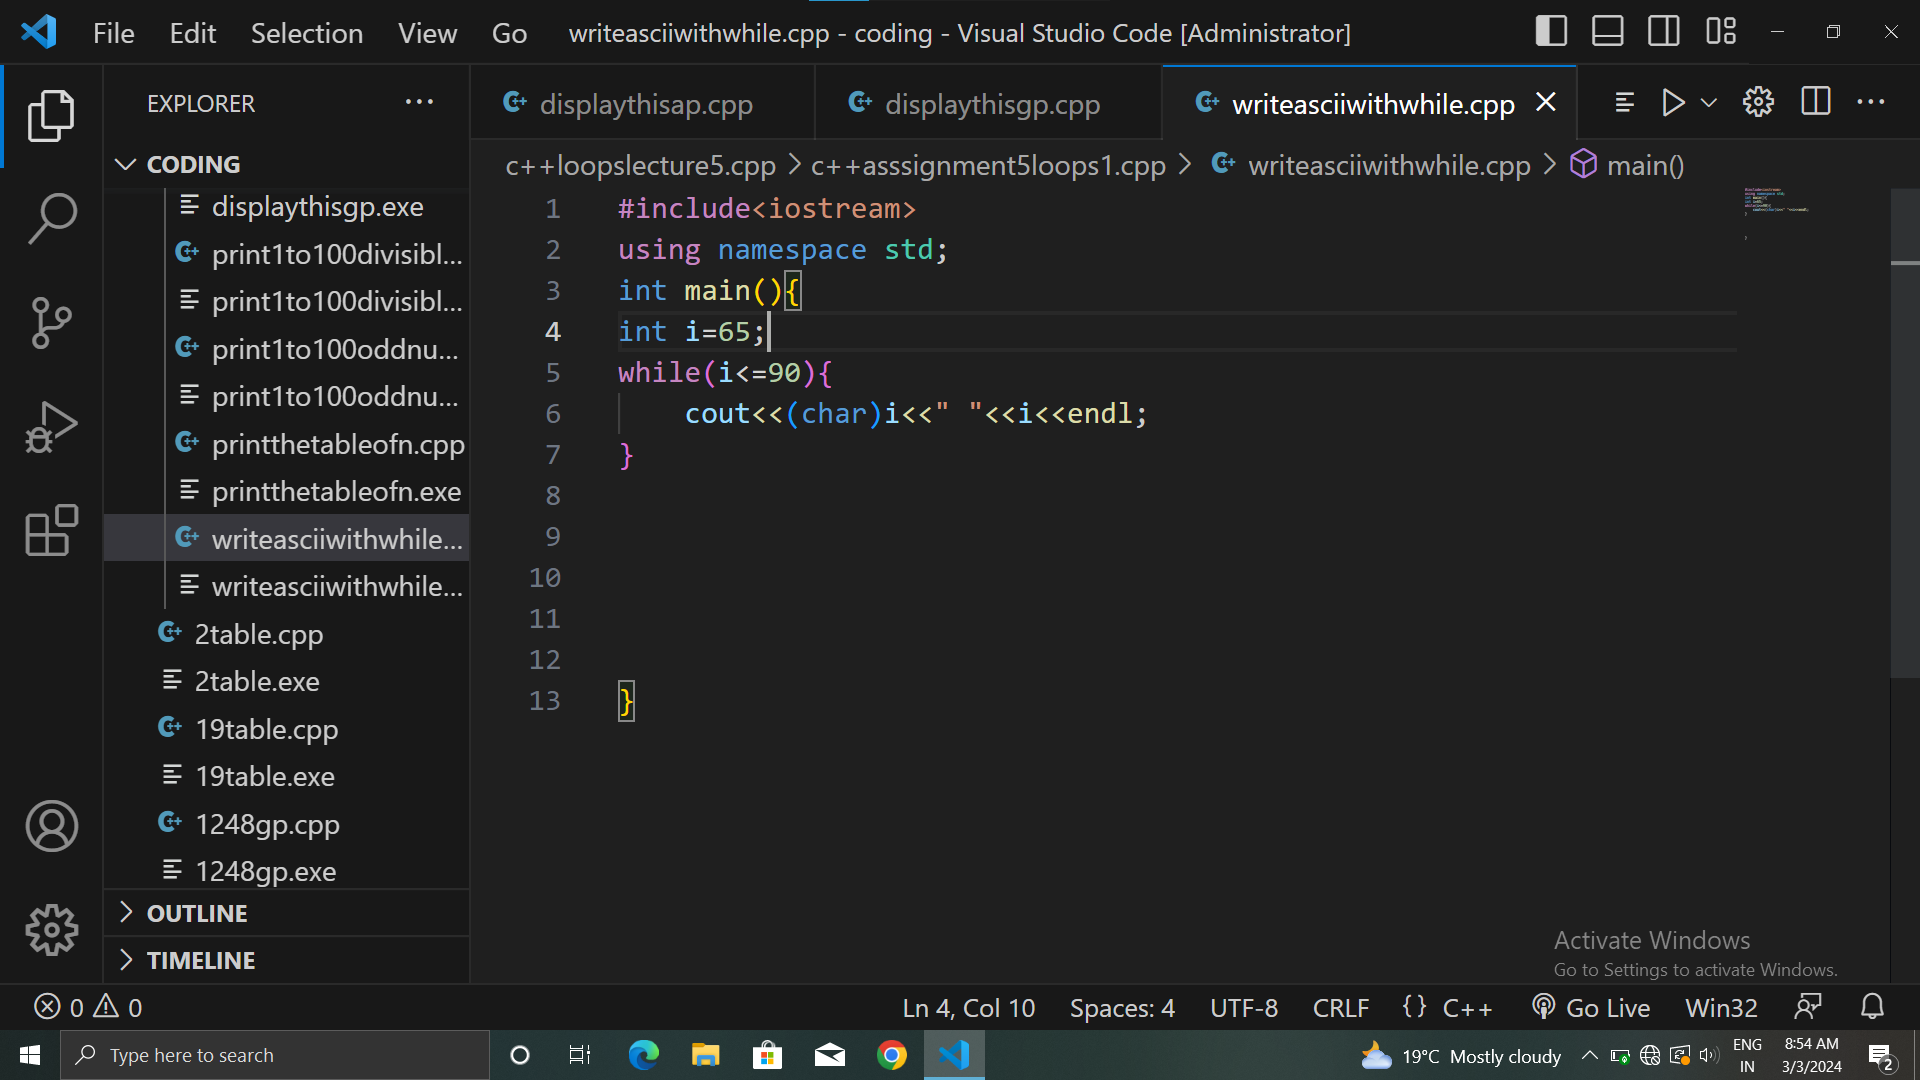 File Edit Selection View Go writeasciiwithwhile.cpp - coding - Visual Studio Code [Administrator]
EXPLORER
displaythisap.cpp displaythisgp.cpp writeasciiwithwhile.cpp
CODING
c++loopslecture5.cpp c++asssignment5loops1.cpp writeasciiwithwhile.cpp main()
displaythisgp.exe
print1to100divisibl...
print1to100divisibl...
print1to100oddnu...
print1to100oddnu...
printthetableofn.cpp
printthetableofn.exe
writeasciiwithwhile...
writeasciiwithwhile...
2table.cpp
2table.exe
19table.cpp
19table.exe
1248gp.cpp
1248gp.exe
OUTLINE
TIMELINE
1 #include<iostream>
2 using namespace std;
3 int main(){
4 int i=65;
5 while(i<=90){
6 cout<<(char)i<<" "<<i<<endl;
7 }
8
9
10
11
12
13 }
Activate Windows
Go to Settings to activate Windows.
0 0 Ln 4, Col 10 Spaces: 4 UTF-8 CRLF {} C++ Go Live Win32
Type here to search 19°C Mostly cloudy ENG IN 8:54 AM 3/3/2024 2